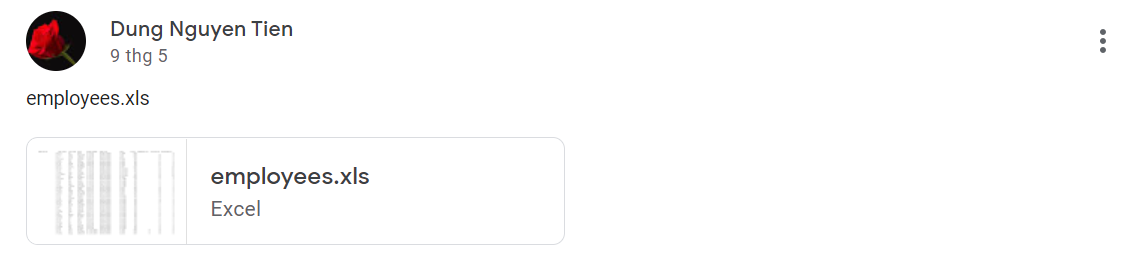 Dung Nguyen Tien
9 thg 5
employees.xls
employees.xls
Excel